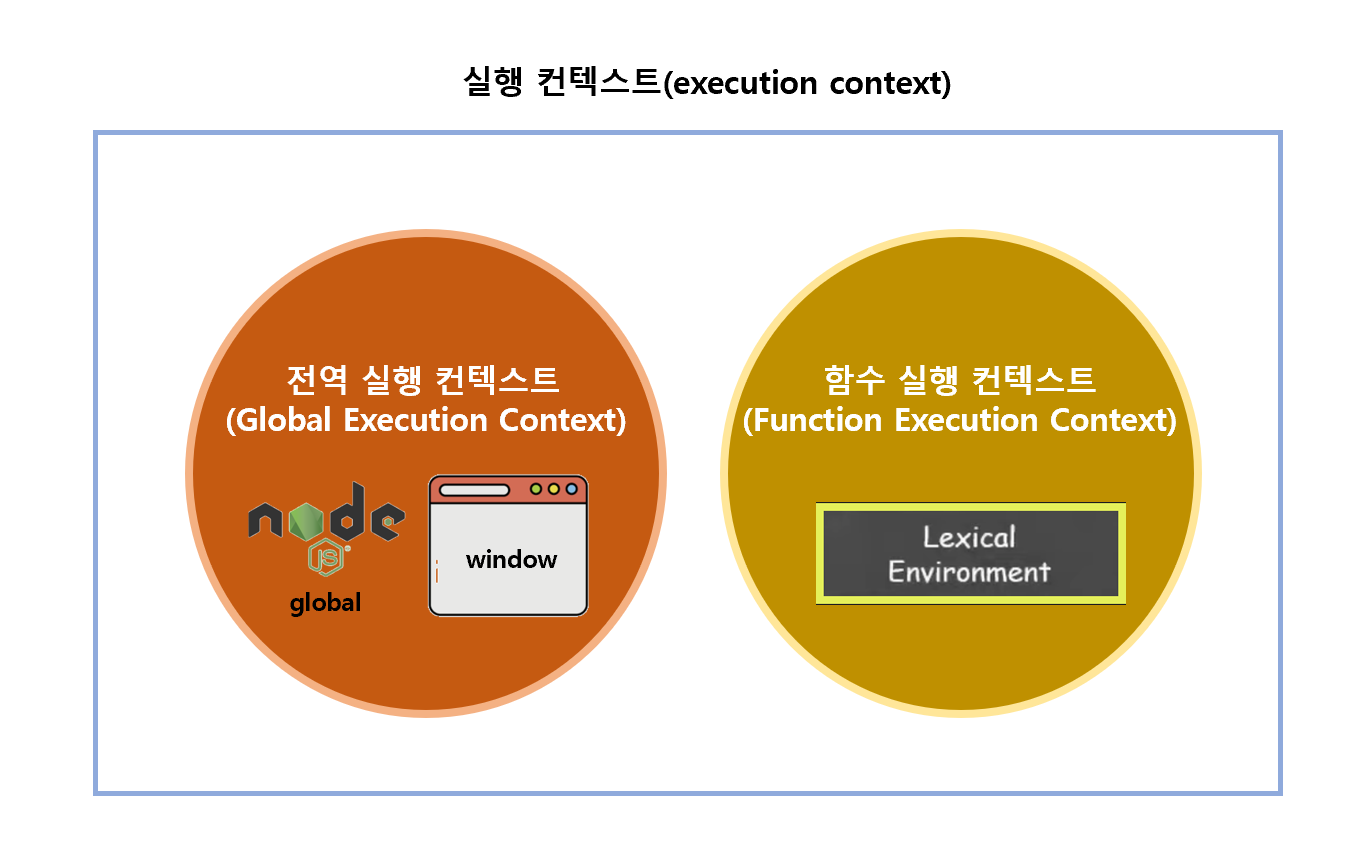 실행 컨텍스트(execution context)
전역 실행 컨텍스트
(Global Execution Context)
node
JS
global
window
함수 실행 컨텍스트
(Function Execution Context)
Lexical
Environment